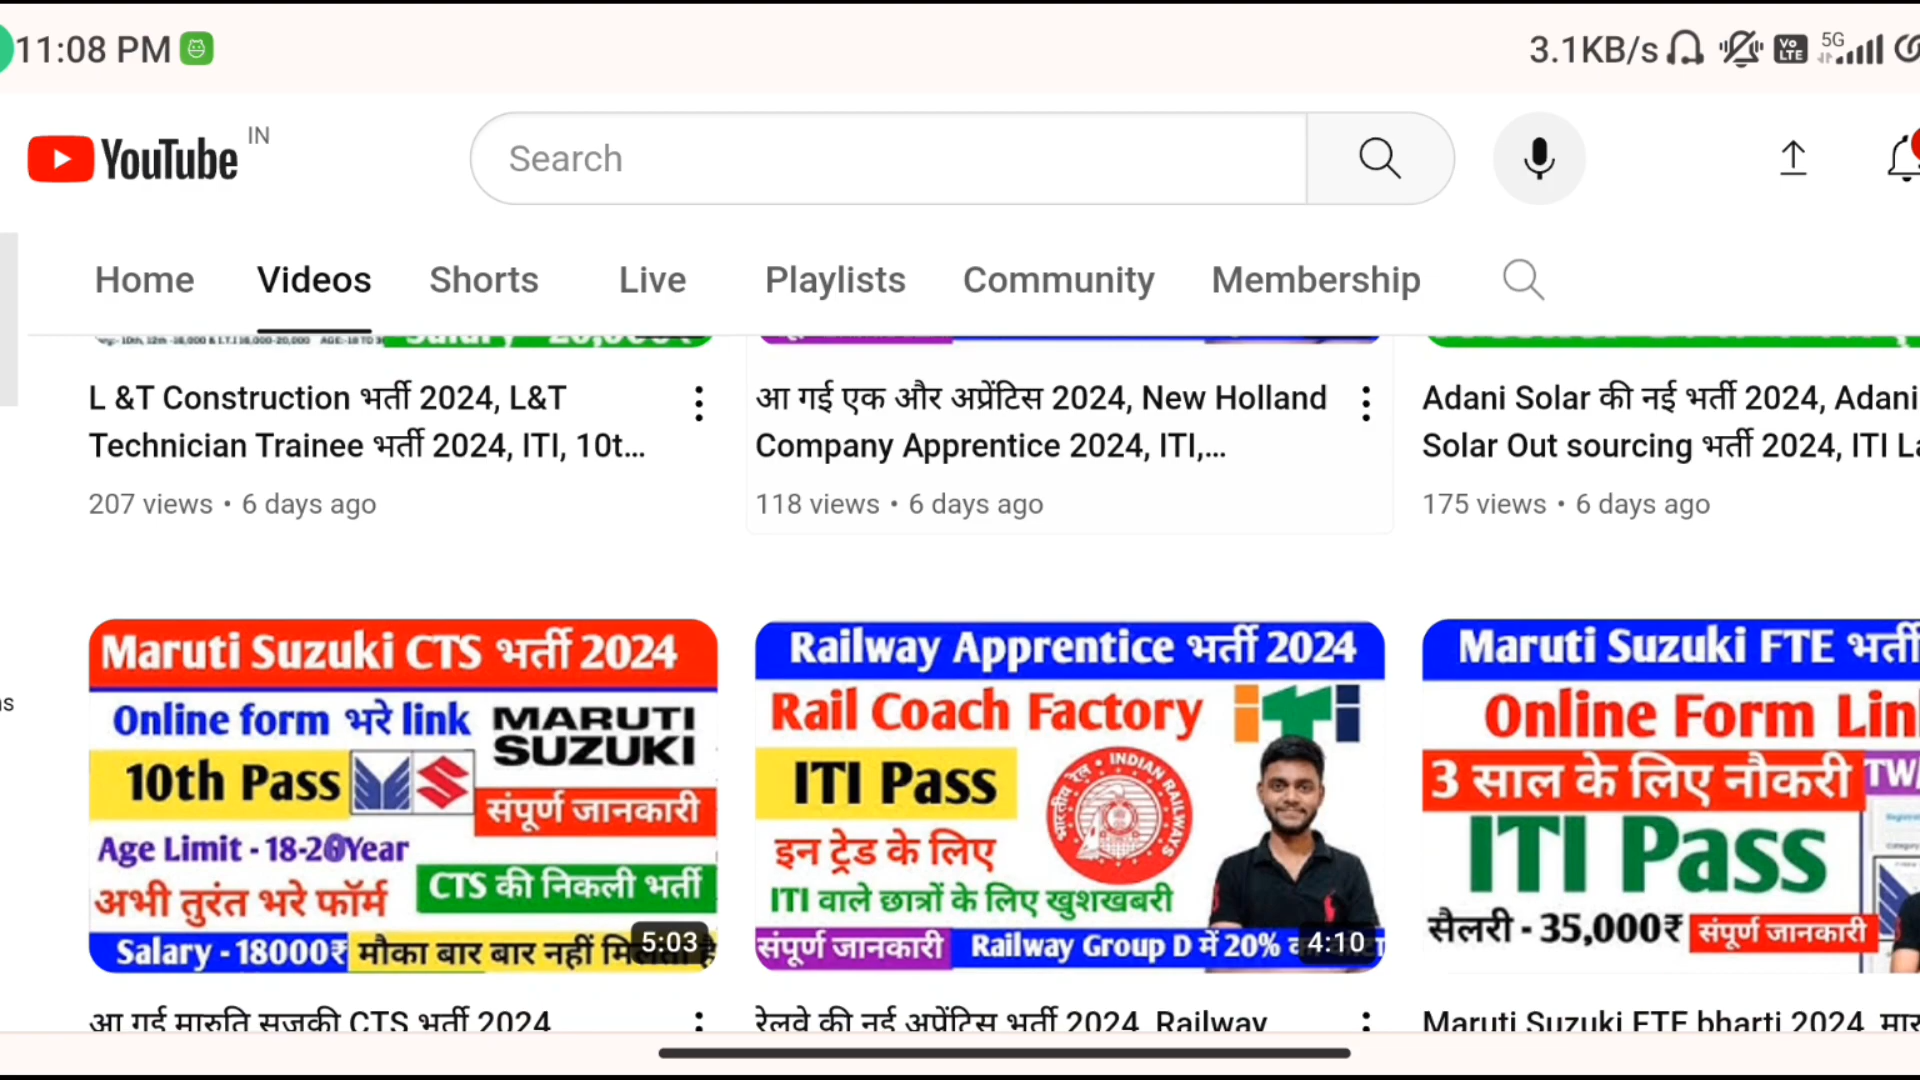 11:08 PM
3.1KB/s
Vo LTE
5G
YouTube IN
Search
Home Videos Shorts Live Playlists Community Membership
L &T Construction भर्ती 2024, L&T
Technician Trainee भर्ती 2024, ITI, 10t...
207 views • 6 days ago
आ गई एक और अप्रेंटिस 2024, New Holland
Company Apprentice 2024, ITI,...
118 views • 6 days ago
Adani Solar की नई भर्ती 2024, Adani
Solar Out sourcing भर्ती 2024, ITI
175 views • 6 days ago
Maruti Suzuki CTS भर्ती 2024
Online form भरे link
MARUTI
SUZUKI
10th Pass
संपूर्ण जानकारी
Age Limit - 18-20Year
CTS की निकली भर्ती
अभी तुरंत भरे फॉर्म
Salary - 18000₹ मौका बार बार नहीं
5:03
आ गई मारुति सुजुकी CTS भर्ती 2024
Railway Apprentice भर्ती 2024
Rail Coach Factory
iTi
ITI Pass
भारतीय रेल • INDIAN RAILWAYS
इन ट्रेड के लिए
ITI वाले छात्रों के लिए खुशखबरी
संपूर्ण जानकारी Railway Group D में 20%
4:10
रेलवे की नई अप्रेंटिस भर्ती 2024, Railway
Maruti Suzuki FTE भर्ती
Online Form
3 साल के लिए नौकरी
ITI Pass
सैलरी - 35,000₹ संपूर्ण जानकारी
Maruti Suzuki FTE bharti 2024